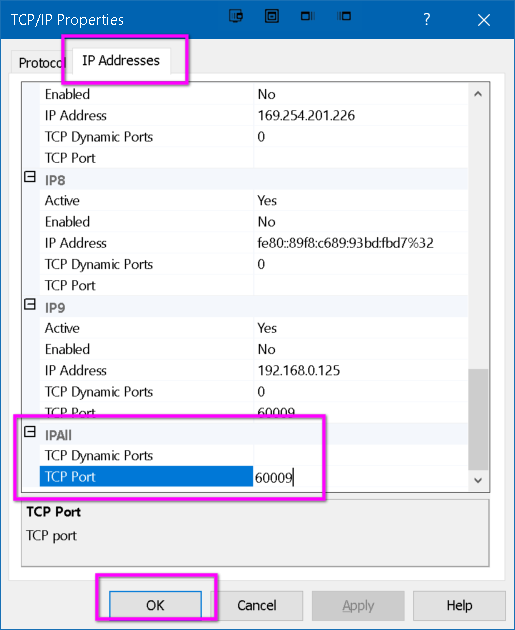 TCP/IP Properties
?
Protocol IP Addresses
Enabled No
IP Address 169.254.201.226
TCP Dynamic Ports 0
TCP Port
IP8
Active Yes
Enabled No
IP Address fe80::89f8:c689:93bd:fbd7%32
TCP Dynamic Ports 0
TCP Port
IP9
Active Yes
Enabled No
IP Address 192.168.0.125
TCP Dynamic Ports 0
TCP Port 60009
IPAll
TCP Dynamic Ports
TCP Port 60009
TCP Port
TCP port
OK Cancel Apply Help